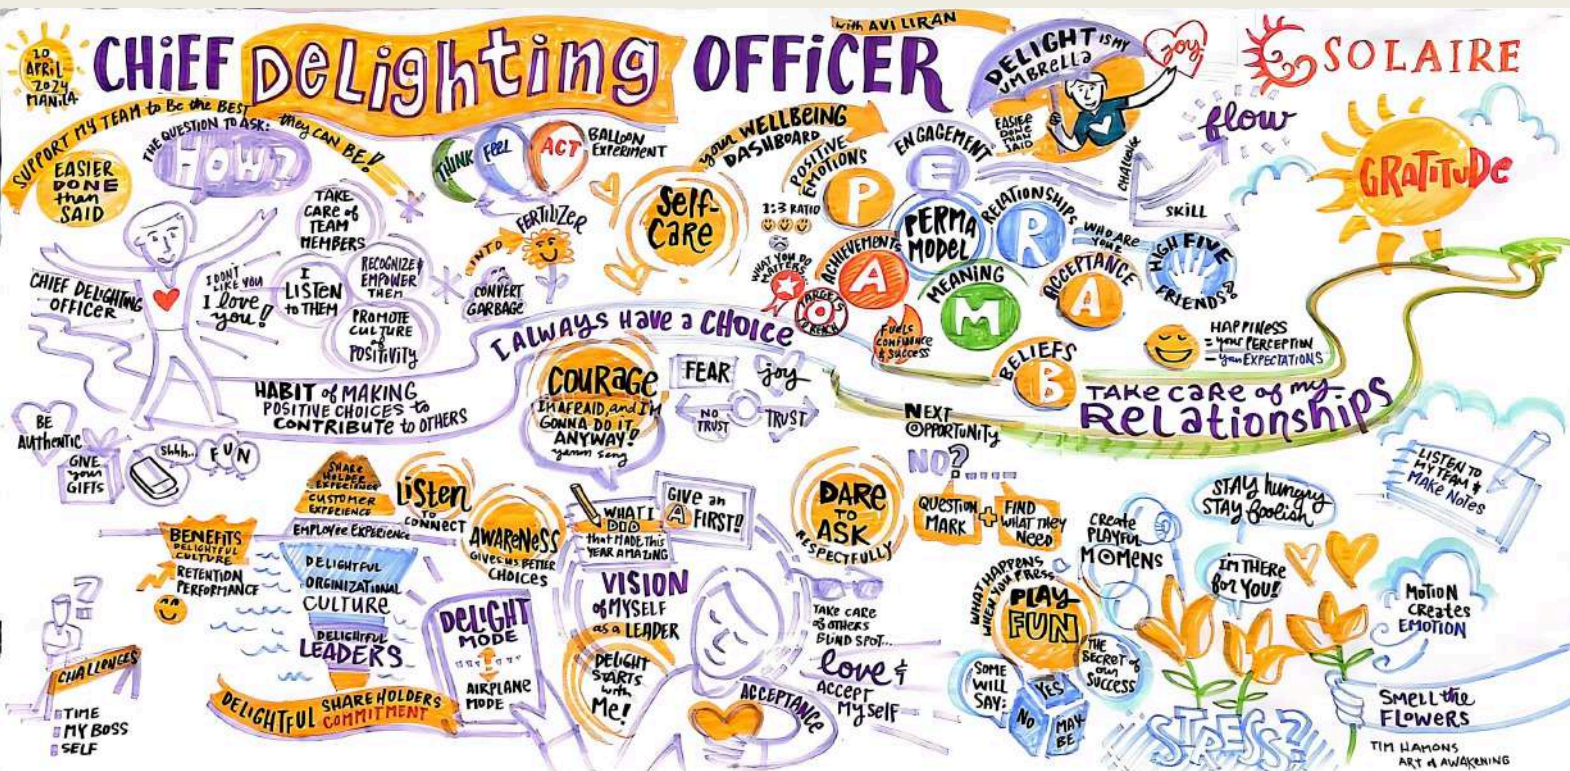 20
APRIL
2024
MANILA
CHiEF DeLighting OFFiCER
with AVI LIRAN
DELIGHT is MY
UMBRELLa
joy!
SOLAIRE
SUPPORT MY TEAM to Be the BEST
they CAN BE!
EASIER
DONE
than
SAID
THE QUESTION TO ASK:
HOW?
THINK
FEEL
ACT
BALLOON
EXPERIMENT
your WELLBEING
DASHBOARD
EASIER
DONE
THAN
SAID
flow
CHALLENGE
SKILL
GRATiTUDe
CHIEF DELIGHTING
OFFICER
I DON'T
LIKE YOU
I love
you!
TAKE
CARE of
TEAM
MEMBERS
I
LISTEN
to THEM
RECOGNIZE &
EMPOWER
THEM
PROMOTE
CULTURE
of
POSITIVITY
CONVERT
GARBAGE
INTO
FERTILIZER
Self-
CaRe
POSITIVE
EMOTIONS
P
1:3 RATIO
ENGAGEMENT
E
PERMA
MODEL
RELATIONSHIPS
R
WHO ARE
YOUR
HIGH FIVE
FRIENDS?
ACHIEVEMENTS
A
WHAT YOU DO
MATTERS
TARGETS
TO REACH
FUELS
CONFIDENCE
& SUCCESS
MEANING
M
ACCEPTANCE
A
BELIEFS
B
HAPPINESS
= your PERCEPTION
- your EXPECTATIONS
I ALWAYS HAVE a CHOICE
HABIT of MAKING
POSITIVE CHOICES to
CONTRIBUTE to OTHERS
COURAGE
I'M AFRAID, and I'M
GONNA DO IT
ANYWAY!
yamm seng
FEAR
joy
NO
TRUST
TRUST
TAKE CARE of my
ReLationships
BE
AUTHENTIC
GIVE
your
GIFTS
Shhh..
FUN
SHARE
HOLDER
EXPERIENCE
CUSTOMER
EXPERIENCE
EMPLOYEE EXPERIENCE
DELIGHTFUL
ORGINIZATIONAL
CULTURE
DELIGHTFUL
LEADERS
DELIGHTFUL SHAREHOLDERS
COMMITMENT
BENEFITS
DELIGHTFUL
CULTURE
RETENTION
PERFORMANCE
?
CHALLENGES
TIME
MY BOSS
SELF
LiSten
TO
CONNECT
AWAReNeSS
GIVES US BETTER
CHOICES
WHAT I
DID
that MADE THIS
YEAR AMAZING
GIVE an
A FIRST!!
DELIGHT
MODE
AIRPLANE
MODE
VISION
of MYSELF
as a LEADER
DELIGHT
STARTS
with
Me!
ACCEPTANCE
DARE
TO
ASK
RESPECTFULLY
TAKE CARE
of OTHERS
BLIND SPOT...
love &
ACCEPT
MYSELF
NEXT
OPPORTUNITY
NO?
QUESTION
MARK
+
FIND
WHAT THEY
NEED
WHAT HAPPENS
WHEN YOU PRESS
PLAY
FUN
SOME
WILL
SAY:
YES
NO
MAY
BE
THE
SECRET of
our
SUCCESS
CReaTe
PLAYFUL
MOMENS
STAY hungry
STAY foolish
I'M THERE
for YOU!
STRESS?
LISTEN TO
MY TEAM &
MAKE NOTES
MOTION
CReates
EMOTION
SMELL the
FLOWERS
TIM HAMONS
ART of AWAKENING